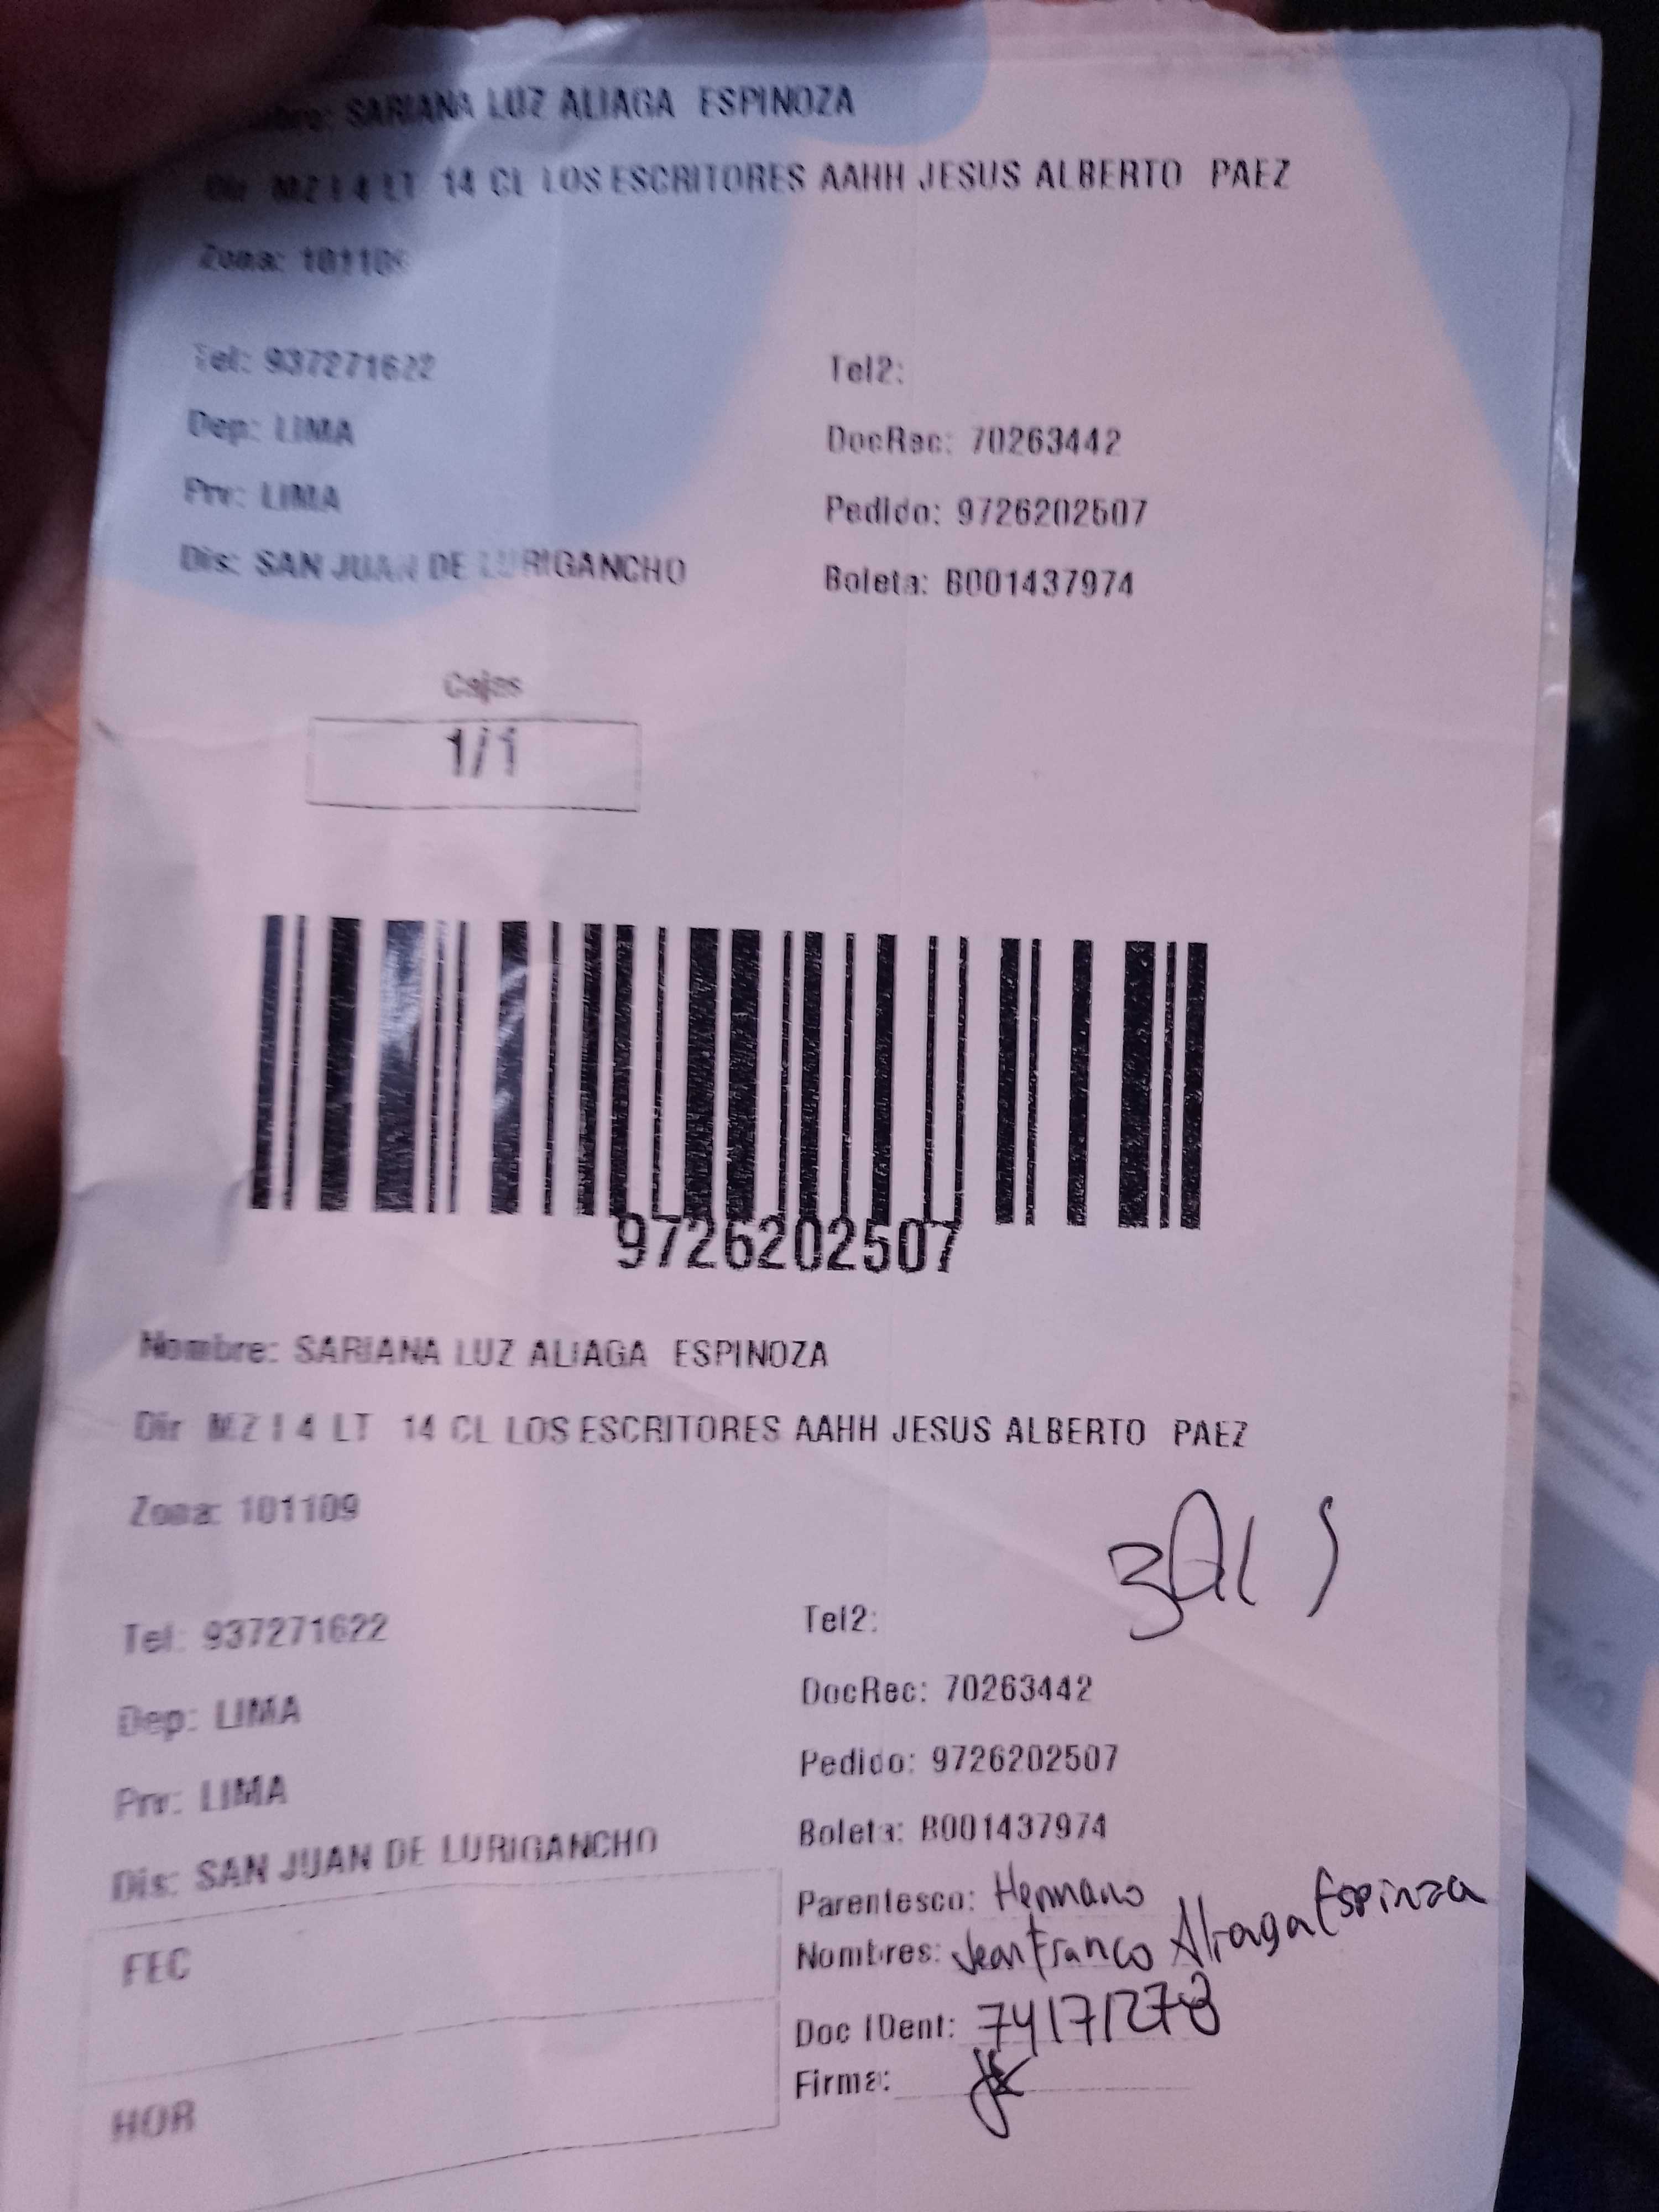 SARIANA LUZ ALIAGA ESPINOZA
Dir MZ I 4 LT 14 CL LOS ESCRITORES AAHH JESUS ALBERTO PAEZ
Zona: 101109
Tel: 937271622 Tel2:
Dep: LIMA DocRec: 70263442
Prv: LIMA Pedido: 9726202507
Dis: SAN JUAN DE LURIGANCHO Boleta: B001437974
Cajas
1/1
9726202507
Nombre: SARIANA LUZ ALIAGA ESPINOZA
Dir MZ I 4 LT 14 CL LOS ESCRITORES AAHH JESUS ALBERTO PAEZ
Zona: 101109
Tel: 937271622 Tel2:
Dep: LIMA DocRec: 70263442
Prv: LIMA Pedido: 9726202507
Dis: SAN JUAN DE LURIGANCHO Boleta: B001437974
Parentesco: Hermano
FEC Nombres: Jeanfranco Aliaga Espinoza
Doc IDent:
HOR Firma: